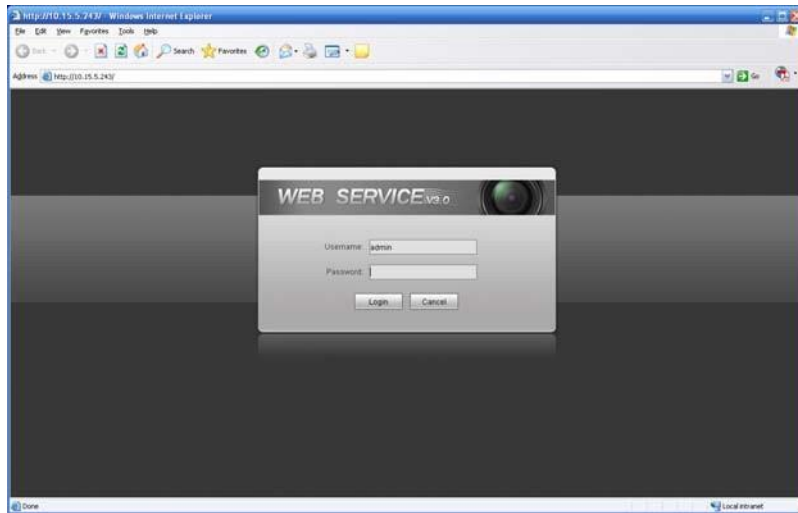 http://10.15.5.243/ - Windows Internet Explorer
File Edit View Favorites Tools Help
Back Search Favorites
Address http://10.15.5.243/ Go
WEB SERVICE V3.0
Username: admin
Password:
Login Cancel
Done Local intranet